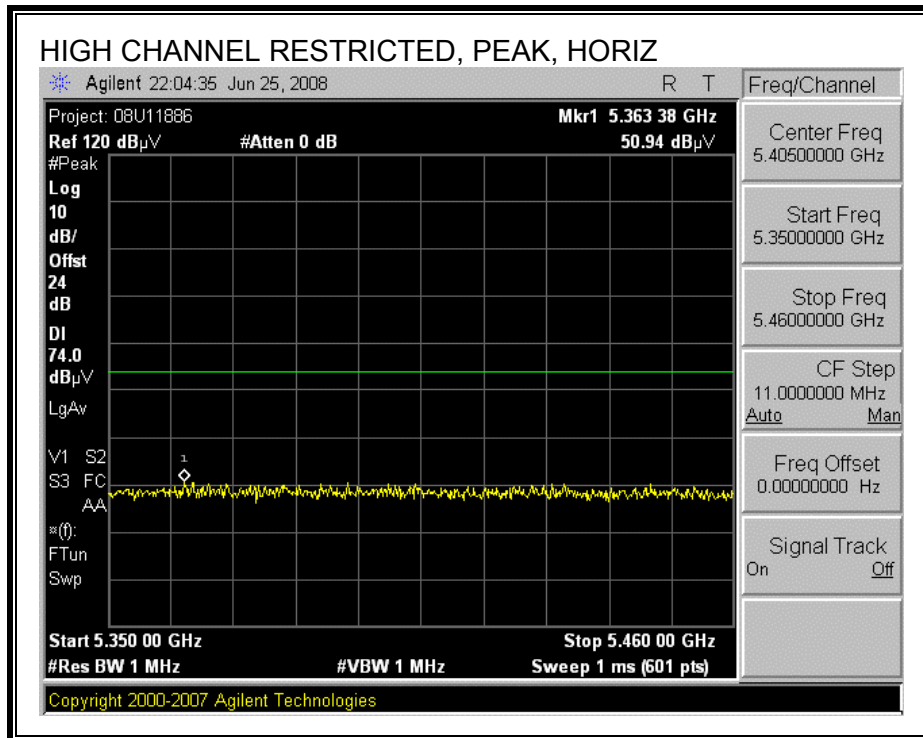 HIGH CHANNEL RESTRICTED, PEAK, HORIZ
Agilent 22:04:35 Jun 25, 2008 R T
Project: 08U11886 Mkr1 5.363 38 GHz
Ref 120 dBµV #Atten 0 dB 50.94 dBµV
#Peak
Log
10
dB/
Offst
24
dB
DI
74.0
dBµV
LgAv
V1 S2
S3 FC
AA
¤(f):
FTun
Swp
1
Start 5.350 00 GHz Stop 5.460 00 GHz
#Res BW 1 MHz #VBW 1 MHz Sweep 1 ms (601 pts)
Copyright 2000-2007 Agilent Technologies
Freq/Channel
Center Freq
5.40500000 GHz
Start Freq
5.35000000 GHz
Stop Freq
5.46000000 GHz
CF Step
11.0000000 MHz
Auto Man
Freq Offset
0.00000000 Hz
Signal Track
On Off